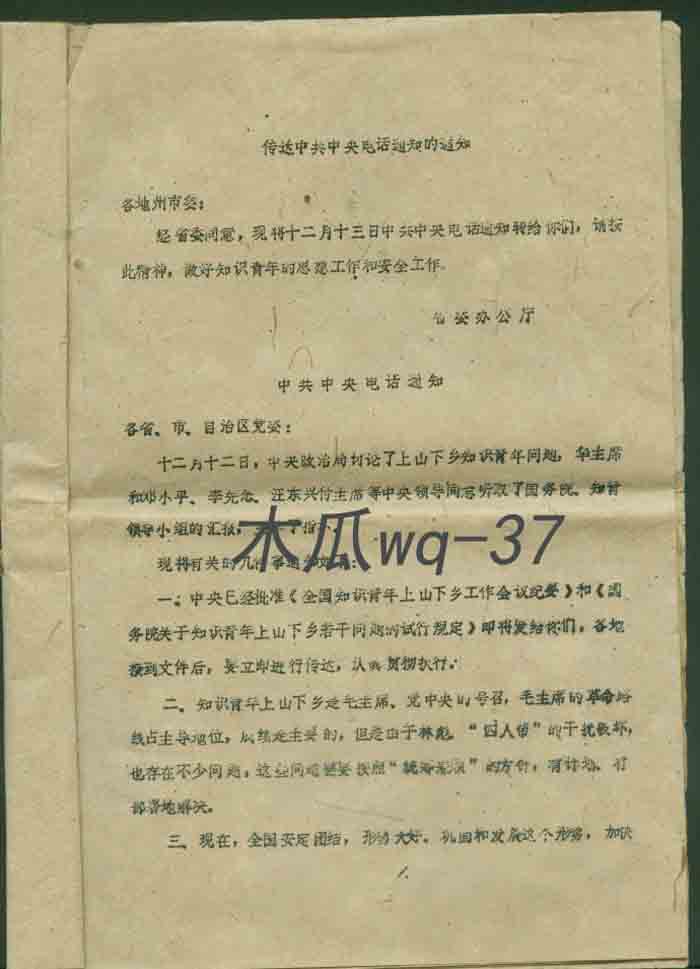 传达中共中央电话通知的通知
各地州市委：
经省委同意，现将十二月十三日中共中央电话通知转给你们，请按
此精神，做好知识青年的思想工作和安全工作。
省委办公厅
中共中央电话通知
各省、市、自治区党委：
十二月十二日，中央政治局讨论了上山下乡知识青年问题，华主席
和邓小平、李先念、汪东兴付主席等中央领导同志听取了国务院、知青
领导小组的汇报，
木瓜wq-37
现将有关的几
一、中央已经批准《全国知识青年上山下乡工作会议纪要》和《国
务院关于知识青年上山下乡若干问题的试行规定》即将发给你们，各地
接到文件后，要立即进行传达，认真贯彻执行。
二、知识青年上山下乡是毛主席、党中央的号召，毛主席的革命路
线占主导地位，成绩是主要的，但是由于林彪、“四人帮”的干扰破坏，
也存在不少问题，这些问题要按照“统筹兼顾”的方针，有计划、有
部署地解决。
三、现在，全国安定团结，形势大好。巩固和发展这个形势，加快
1.